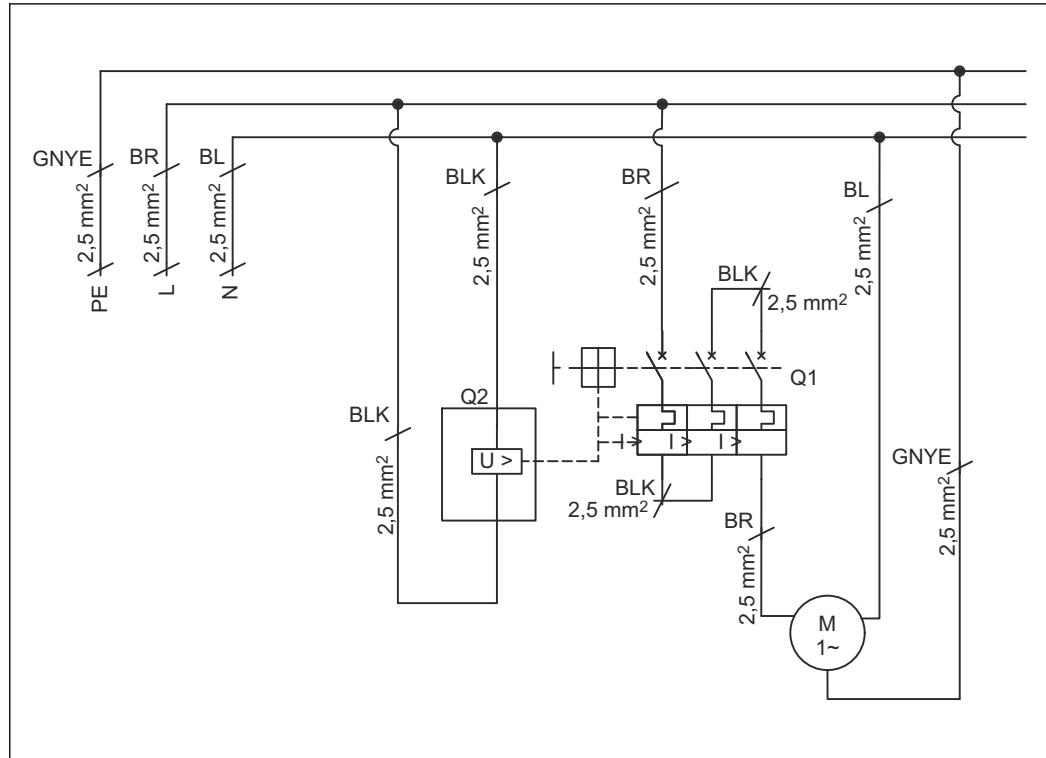 GNYE
2,5 mm²
PE
BR
2,5 mm²
L
BL
2,5 mm²
N
BLK
2,5 mm²
BR
2,5 mm²
BL
2,5 mm²
BLK
2,5 mm²
Q1
Q2
U >
BLK
2,5 mm²
I >
I >
I >
BLK
2,5 mm²
BR
2,5 mm²
GNYE
2,5 mm²
M
1~